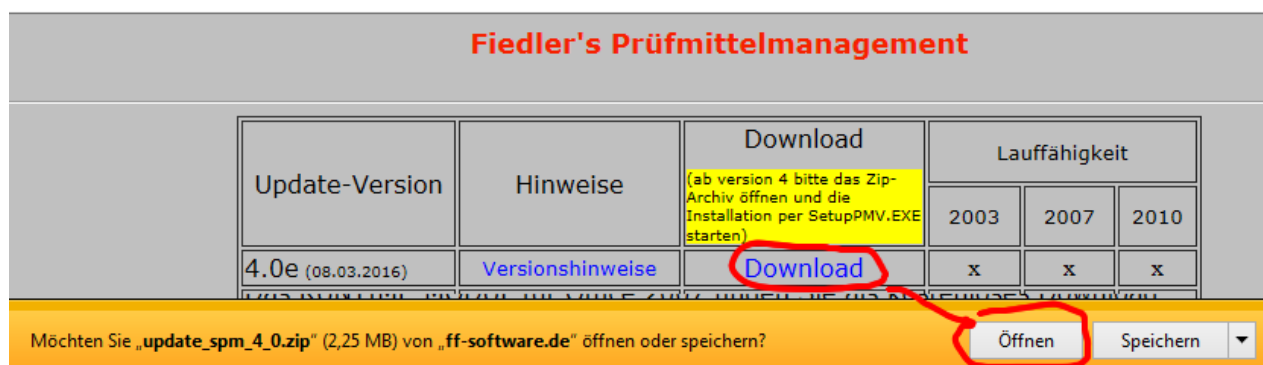 Fiedler's Prüfmittelmanagement
Update-Version
Hinweise
Download
(ab version 4 bitte das Zip-
Archiv öffnen und die
Installation per SetupPMV.EXE
starten)
Lauffähigkeit
2003
2007
2010
4.0e (08.03.2016)
Versionshinweise
Download
x
x
x
Möchten Sie „update_spm_4_0.zip“ (2,25 MB) von „ff-software.de“ öffnen oder speichern?
Öffnen
Speichern